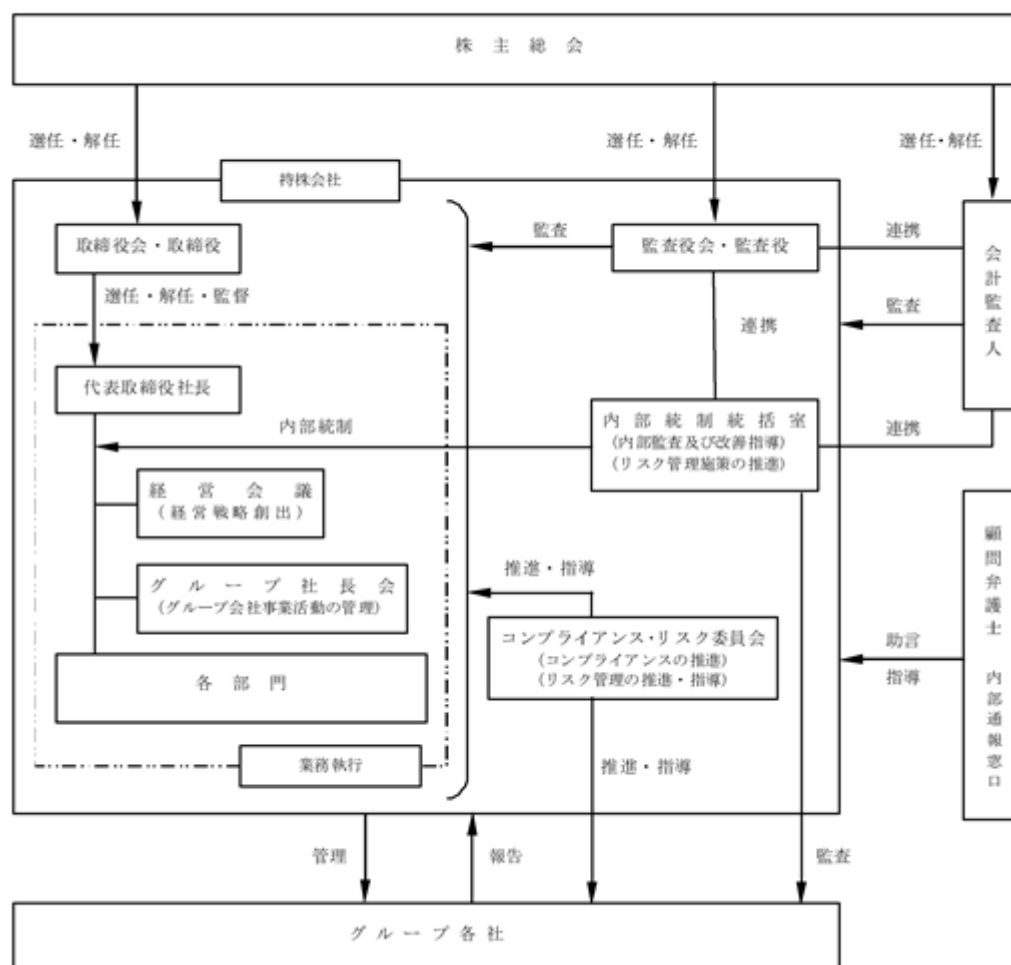 株主総会
選任・解任
選任・解任
選任・解任
持株会社
取締役会・取締役
監査
監査役会・監査役
連携
会計監査人
選任・解任・監督
連携
監査
代表取締役社長
内部統制
内部統制統括室
(内部監査及び改善指導)
(リスク管理施策の推進)
連携
経営会議
(経営戦略創出)
推進・指導
グループ社長会
(グループ会社事業活動の管理)
コンプライアンス・リスク委員会
(コンプライアンスの推進)
(リスク管理の推進・指導)
助言
指導
顧問弁護士 内部通報窓口
各部門
業務執行
推進・指導
管理
報告
監査
グループ各社